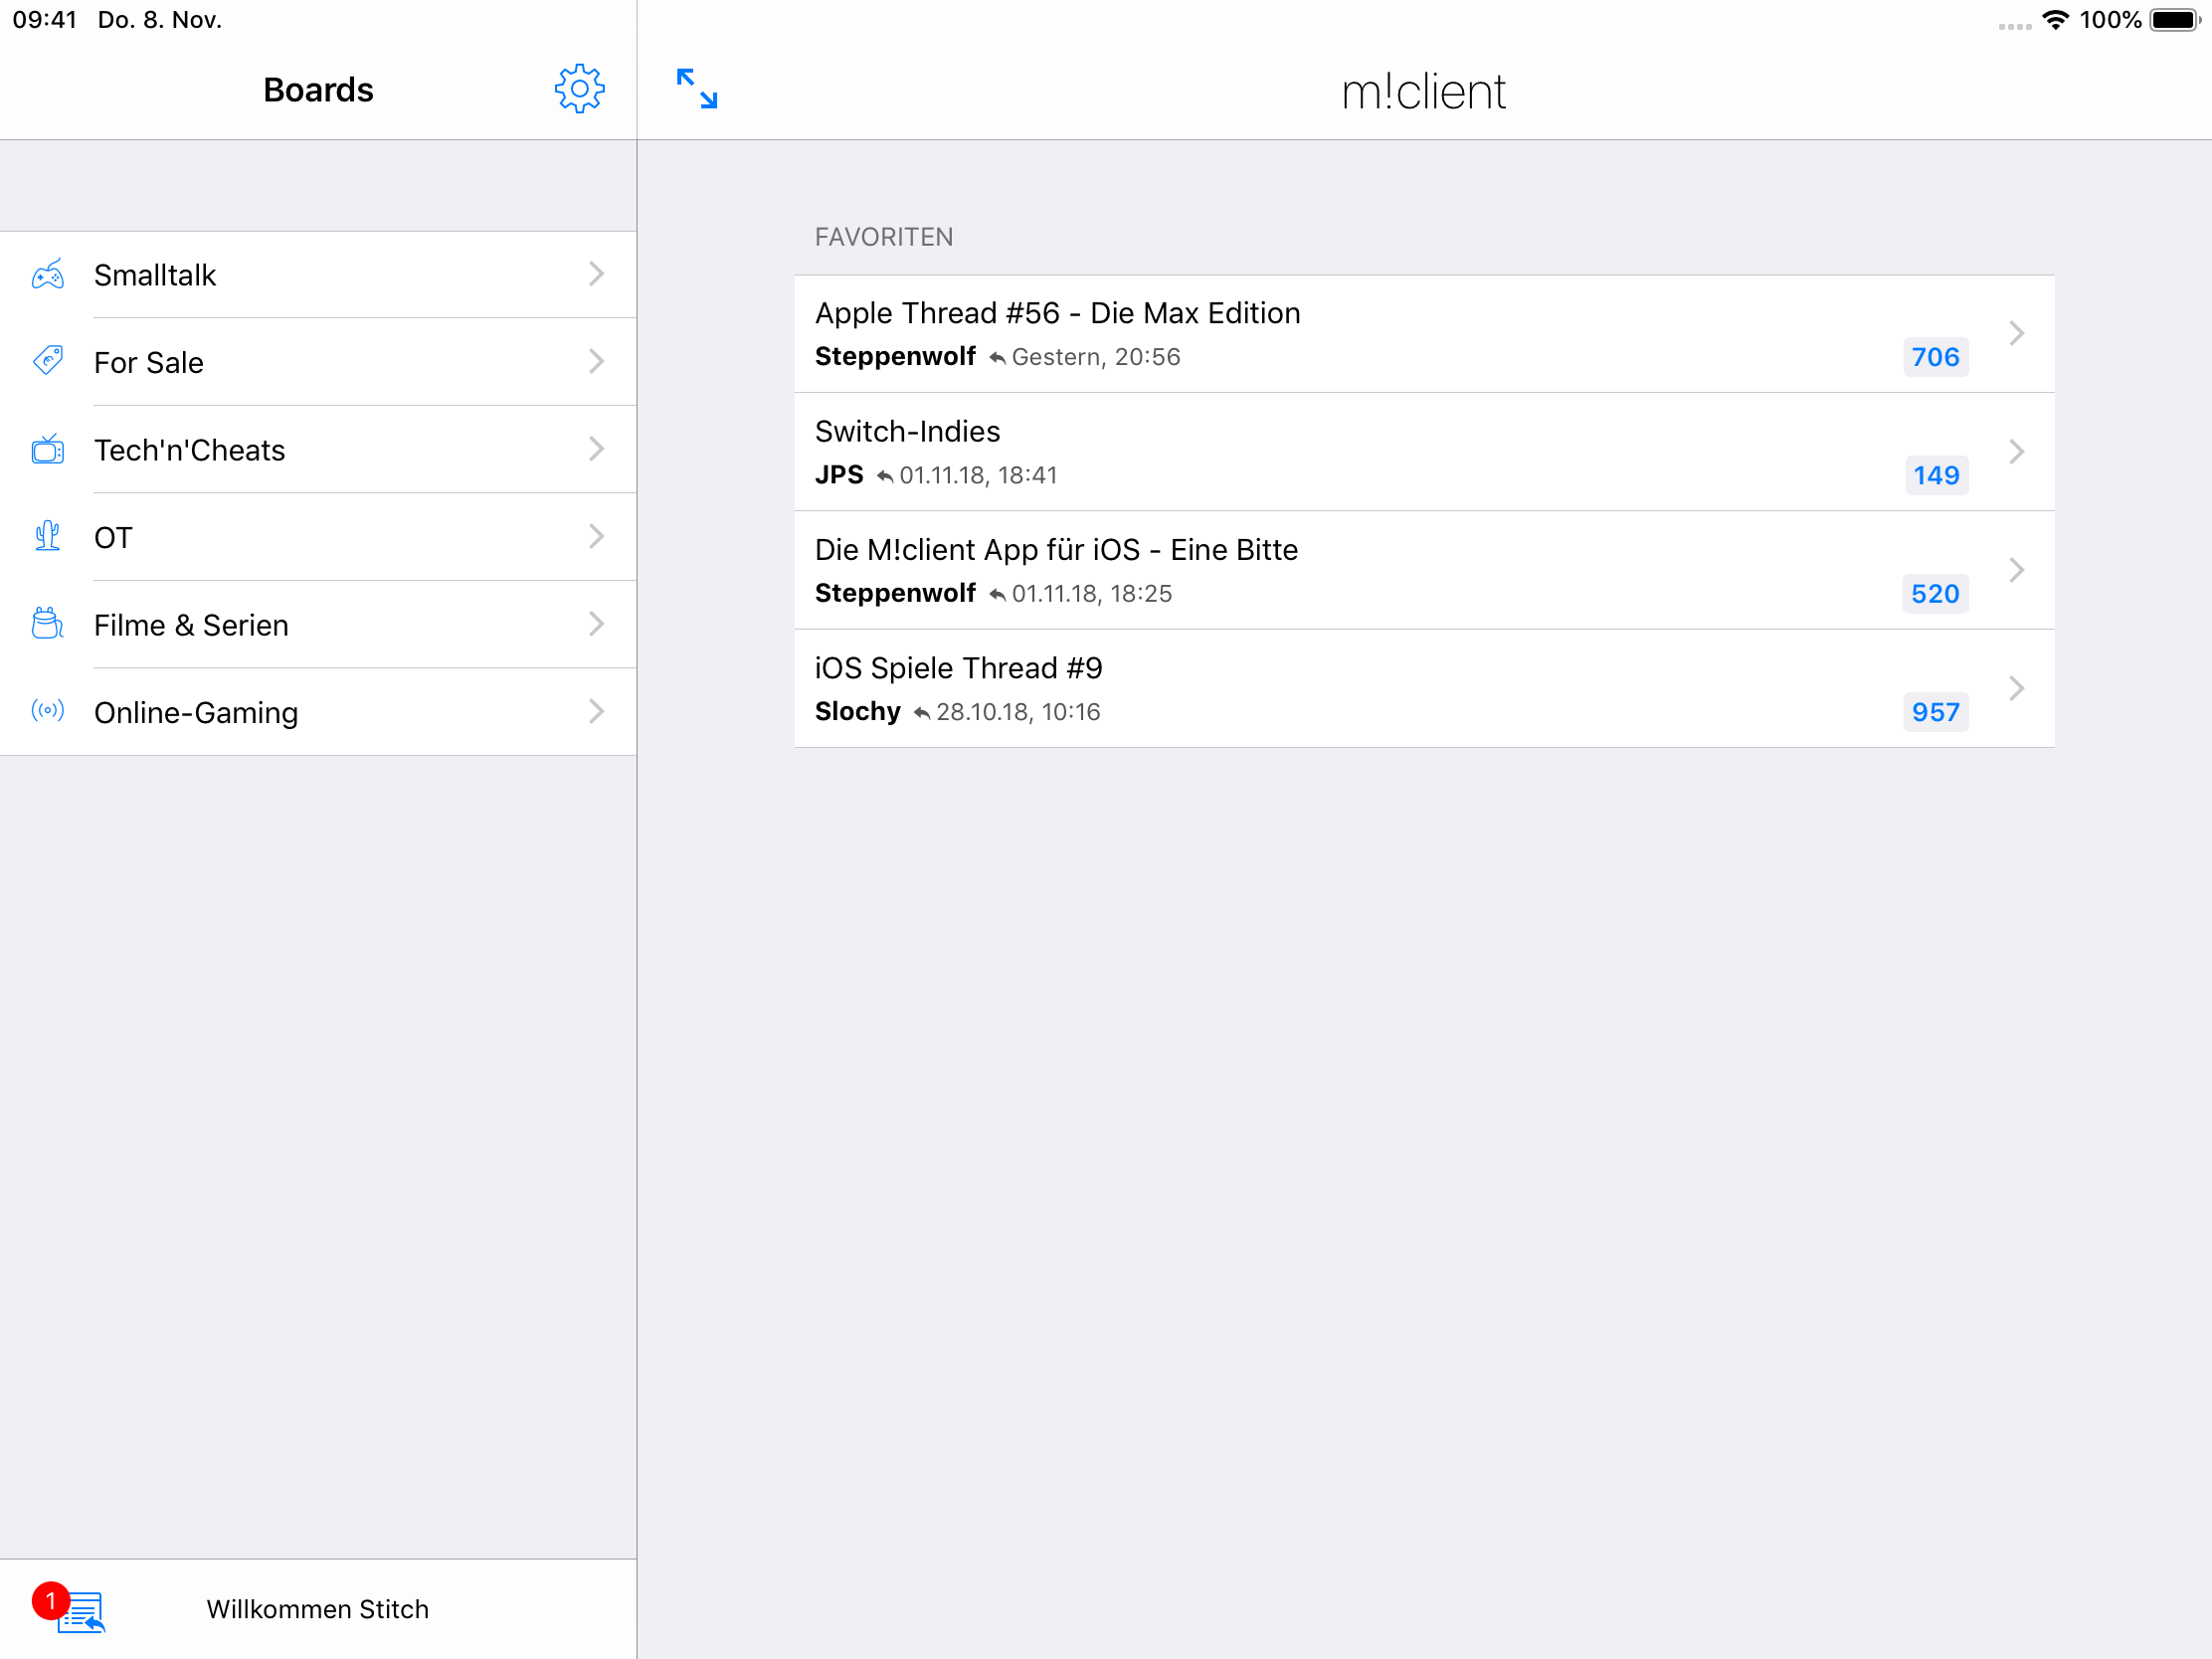 09:41 Do. 8. Nov.
100%
Boards
m!client
Smalltalk
For Sale
Tech'n'Cheats
OT
Filme & Serien
Online-Gaming
FAVORITEN
Apple Thread #56 - Die Max Edition
Steppenwolf Gestern, 20:56
706
Switch-Indies
JPS 01.11.18, 18:41
149
Die M!client App für iOS - Eine Bitte
Steppenwolf 01.11.18, 18:25
520
iOS Spiele Thread #9
Slochy 28.10.18, 10:16
957
1
Willkommen Stitch